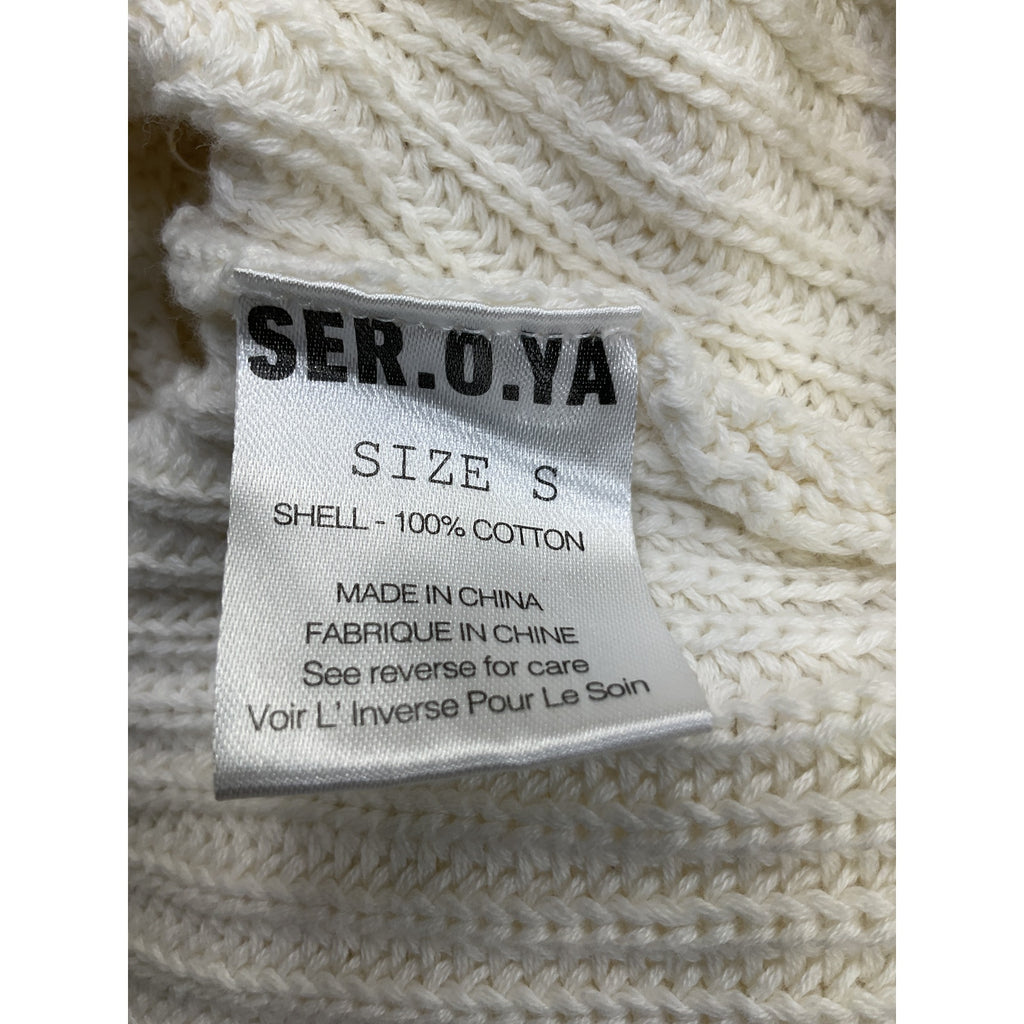 SER.O.YA
SIZE S
SHELL - 100% COTTON
MADE IN CHINA
FABRIQUE IN CHINE
See reverse for care
Voir L' Inverse Pour Le Soin